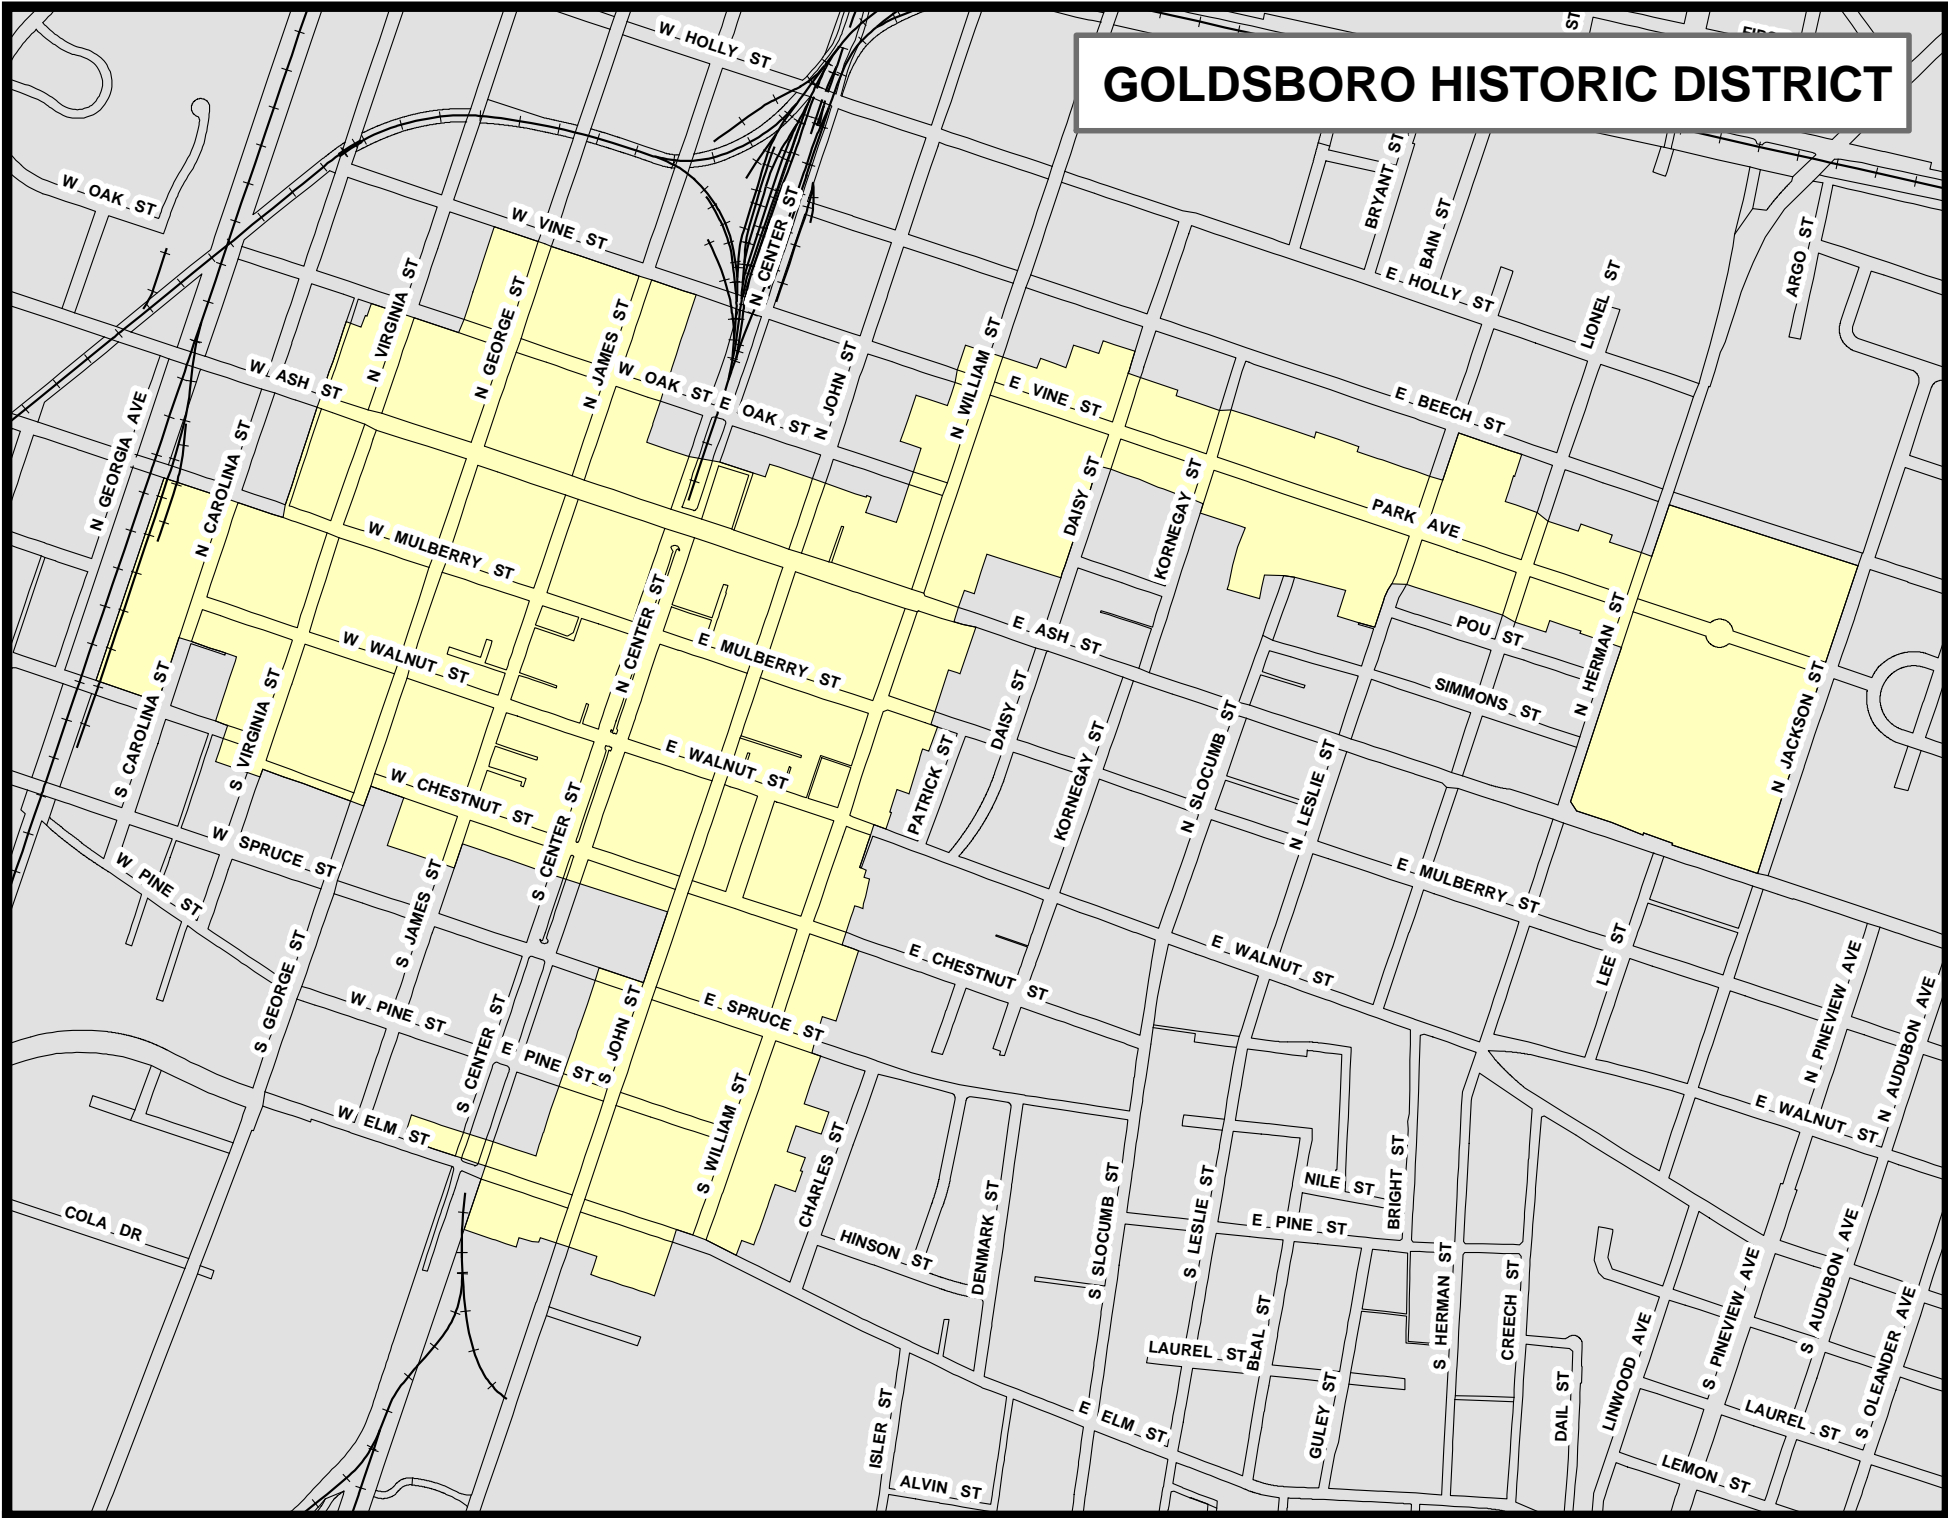 W HOLLY ST
ST
GOLDSBORO HISTORIC DISTRICT
W OAK ST
W VINE ST
N CENTER ST
BRYANT ST
BAIN ST
E HOLLY ST
LIONEL ST
ARGO ST
N VIRGINIA ST
N GEORGE ST
N JAMES ST
W ASH ST
W OAK ST
E OAK ST
N JOHN ST
N WILLIAM ST
E VINE ST
E BEECH ST
N GEORGIA AVE
N CAROLINA ST
DAISY ST
KORNEGAY ST
PARK AVE
W MULBERRY ST
N CENTER ST
E MULBERRY ST
W WALNUT ST
E ASH ST
POU ST
SIMMONS ST
N HERMAN ST
N JACKSON ST
S CAROLINA ST
S VIRGINIA ST
W CHESTNUT ST
S CENTER ST
E WALNUT ST
PATRICK ST
DAISY ST
KORNEGAY ST
N SLOCUMB ST
N LESLIE ST
W SPRUCE ST
W PINE ST
S JAMES ST
E MULBERRY ST
S GEORGE ST
W PINE ST
S CENTER ST
E PINE ST
S JOHN ST
E SPRUCE ST
E CHESTNUT ST
E WALNUT ST
LEE ST
N PINEVIEW AVE
N AUDUBON AVE
W ELM ST
S WILLIAM ST
CHARLES ST
E WALNUT ST
COLA DR
HINSON ST
DENMARK ST
S SLOCUMB ST
S LESLIE ST
NILE ST
E PINE ST
BRIGHT ST
S HERMAN ST
CREECH ST
LAUREL ST
BEAL ST
GULEY ST
DAIL ST
LINWOOD AVE
S PINEVIEW AVE
S AUDUBON AVE
S OLEANDER AVE
LAUREL ST
LEMON ST
ISLER ST
ALVIN ST
E ELM ST